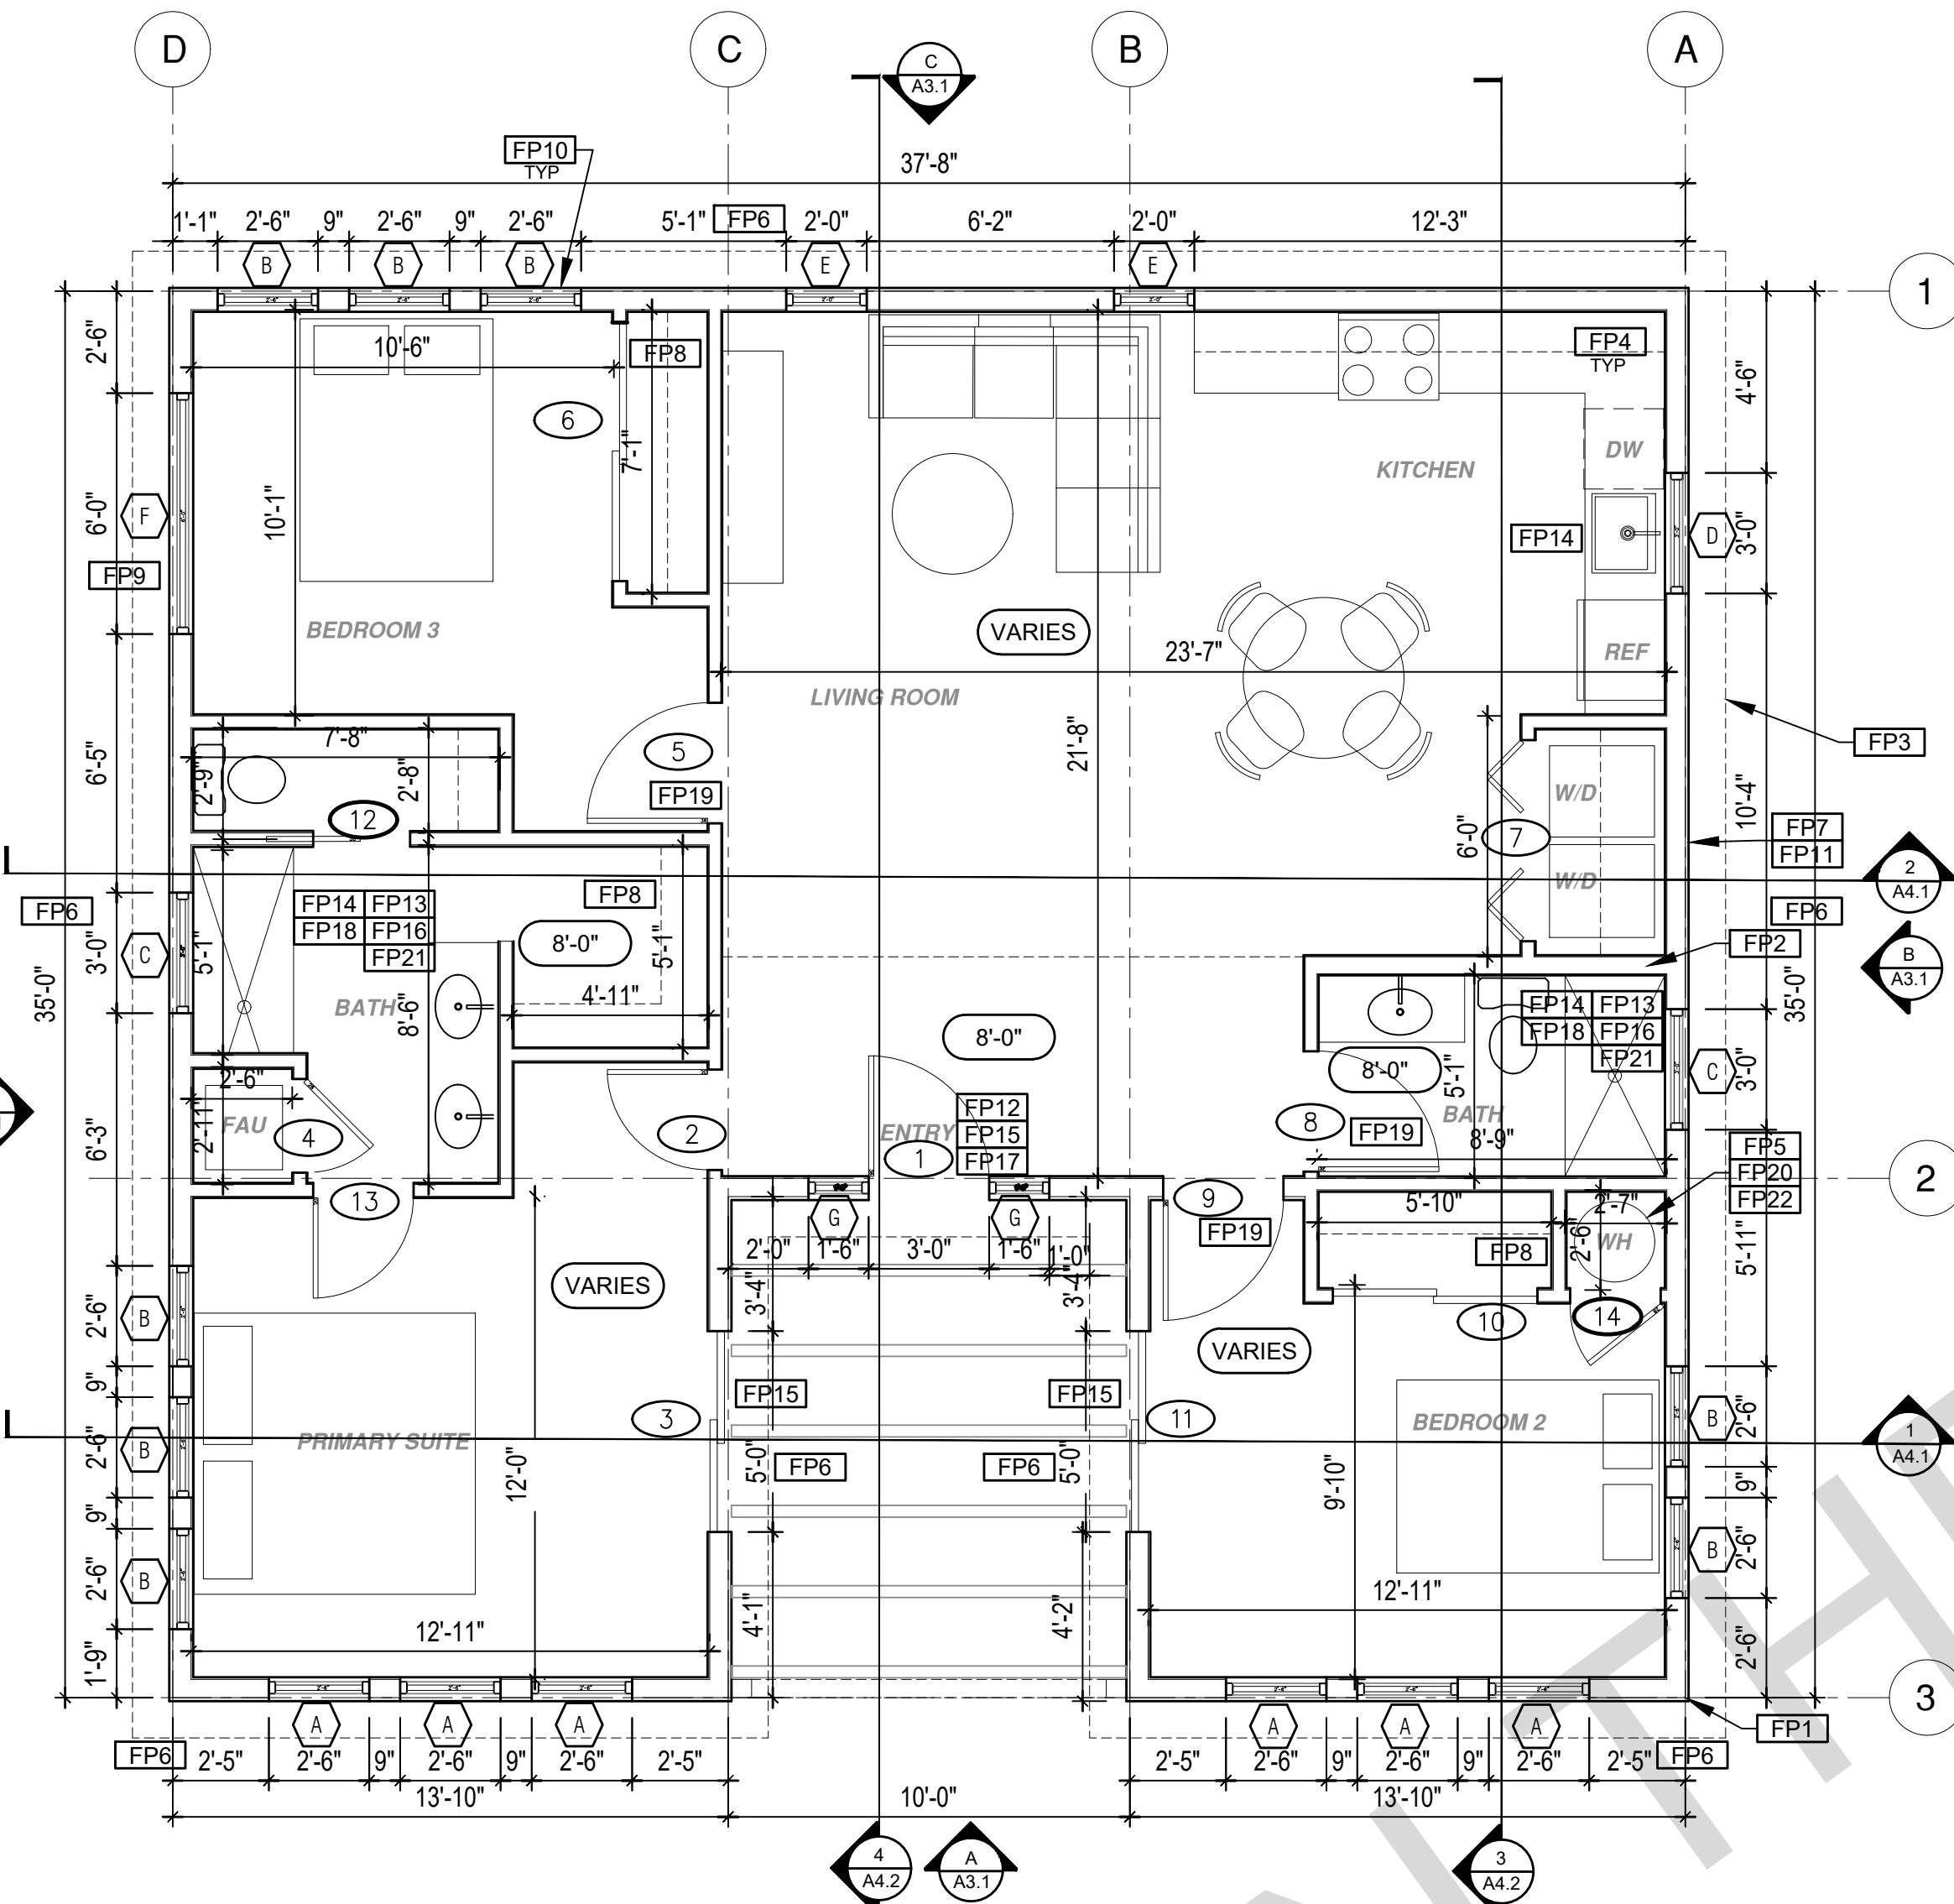 D
C
B
A
C
A3.1
FP10
TYP
37'-8"
1'-1"
2'-6"
9"
2'-6"
9"
2'-6"
5'-1"
FP6
2'-0"
6'-2"
2'-0"
12'-3"
B
B
B
E
E
1
2'-6"
10'-6"
FP8
FP4
TYP
4'-6"
6
7'-1"
DW
KITCHEN
F
6'-0"
10'-1"
FP14
D
3'-0"
FP9
BEDROOM 3
VARIES
23'-7"
REF
LIVING ROOM
FP3
6'-5"
7'-8"
2'-9"
2'-8"
5
FP19
21'-8"
W/D
12
6'-0"
7
10'-4"
FP7
FP11
W/D
2
A4.1
FP6
FP14
FP13
FP18
FP16
FP21
FP8
8'-0"
FP6
C
3'-0"
5'-1"
5'-1"
FP2
B
A3.1
35'-0"
BATH
8'-6"
4'-11"
35'-0"
FP14
FP13
FP18
FP16
FP21
8'-0"
8'-0"
5'-1"
C
3'-0"
2'-6"
FP12
FP15
FP17
6'-3"
2'-11"
FAU
4
2
ENTRY
1
8
FP19
BATH
8'-9"
FP5
FP20
FP22
2
13
9
5'-10"
2'-7"
G
G
FP19
2'-0"
1'-6"
3'-0"
1'-6"
1'-0"
FP8
2'-6"
WH
5'-11"
VARIES
3'-4"
3'-4"
2'-6"
B
10
14
VARIES
9"
FP15
FP15
3
11
BEDROOM 2
B
2'-6"
PRIMARY SUITE
2'-6"
B
1
A4.1
12'-0"
5'-0"
FP6
FP6
5'-0"
9'-10"
9"
9"
2'-6"
B
B
2'-6"
12'-11"
12'-11"
4'-1"
4'-2"
1'-9"
2'-6"
3
A
A
A
A
A
A
FP1
FP6
2'-5"
2'-6"
9"
2'-6"
9"
2'-6"
2'-5"
2'-5"
2'-6"
9"
2'-6"
9"
2'-6"
2'-5"
FP6
13'-10"
10'-0"
13'-10"
4
A4.2
A
A3.1
3
A4.2